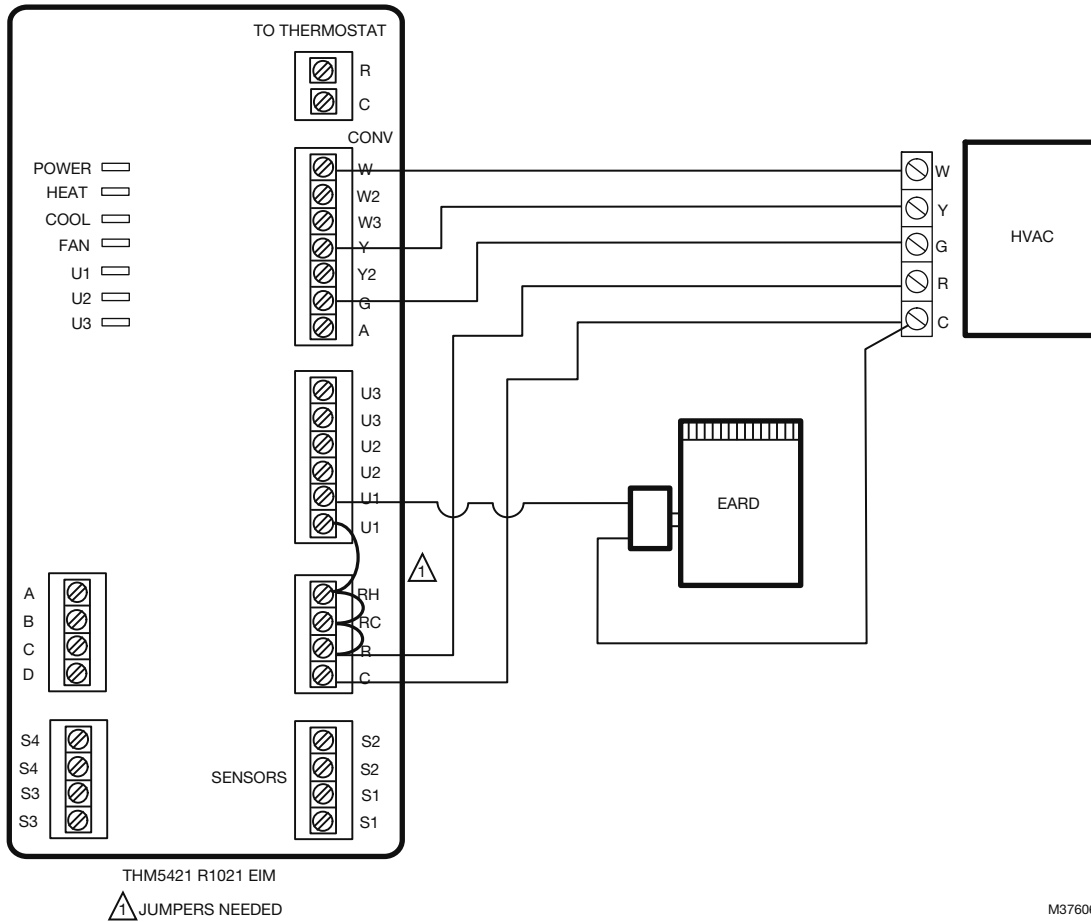 TO THERMOSTAT
R
C
CONV
W
W2
W3
Y
Y2
G
A
POWER
HEAT
COOL
FAN
U1
U2
U3
U3
U3
U2
U2
U1
U1
RH
RC
R
C
A
B
C
D
S4
S4
S3
S3
SENSORS
S2
S2
S1
S1
W
Y
G
R
C
HVAC
EARD
1
THM5421 R1021 EIM
1 JUMPERS NEEDED